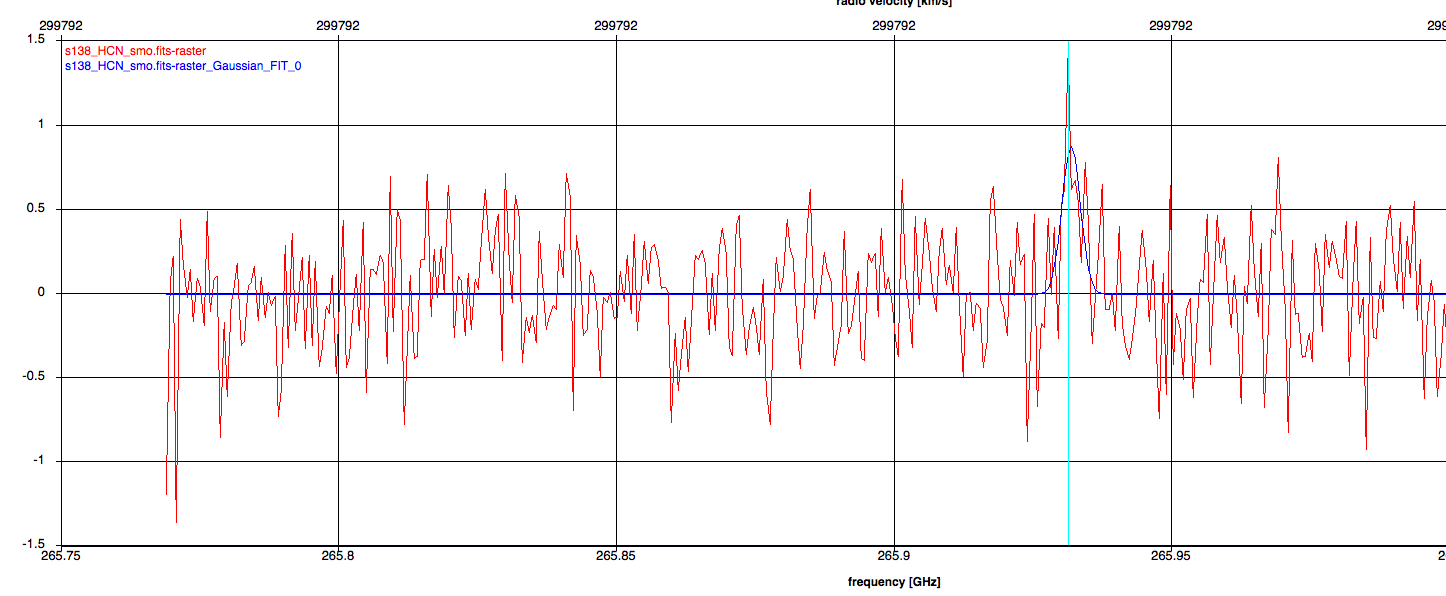 radio velocity [km/s]
299792 299792 299792 299792 299792 299
1.5
s138_HCN_smo.fits-raster
s138_HCN_smo.fits-raster_Gaussian_FIT_0
1
0.5
0
-0.5
-1
-1.5
265.75 265.8 265.85 265.9 265.95 2
frequency [GHz]